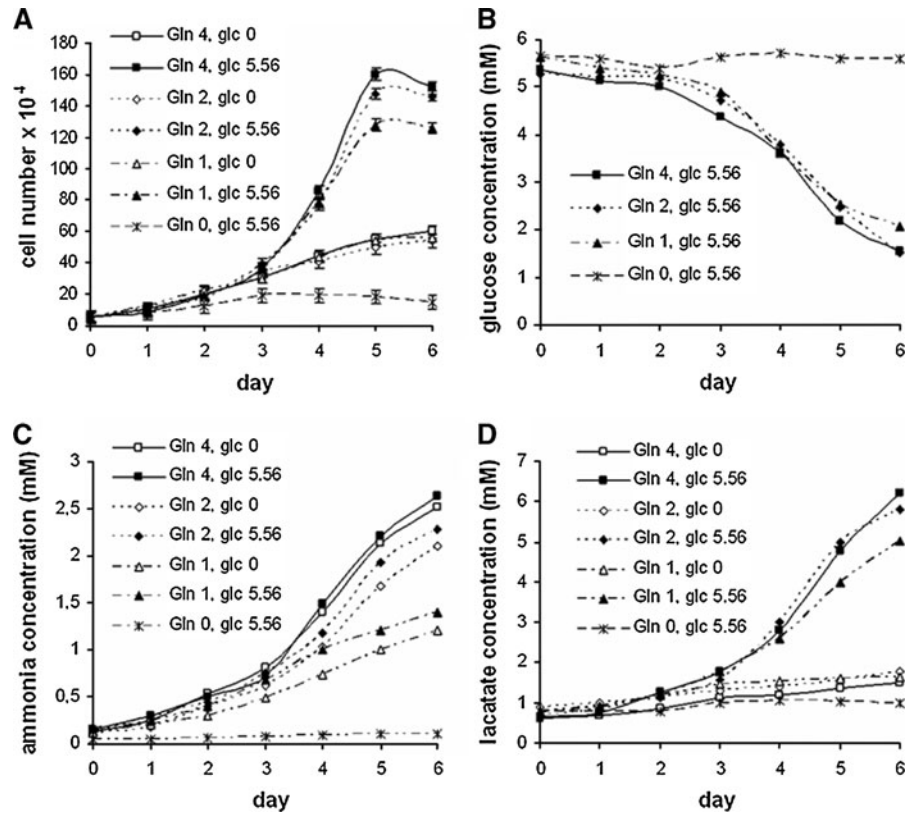 A
cell number x 10-4
180
160
140
120
100
80
60
40
20
0
Gln 4, glc 0
Gln 4, glc 5.56
Gln 2, glc 0
Gln 2, glc 5.56
Gln 1, glc 0
Gln 1, glc 5.56
Gln 0, glc 5.56
0 1 2 3 4 5 6
day
B
glucose concentration (mM)
6
5
4
3
2
1
0
Gln 4, glc 5.56
Gln 2, glc 5.56
Gln 1, glc 5.56
Gln 0, glc 5.56
0 1 2 3 4 5 6
day
C
ammonia concentration (mM)
3
2.5
2
1.5
1
0,5
0
Gln 4, glc 0
Gln 4, glc 5.56
Gln 2, glc 0
Gln 2, glc 5.56
Gln 1, glc 0
Gln 1, glc 5.56
Gln 0, glc 5.56
0 1 2 3 4 5 6
day
D
lacatate concentration (mM)
7
6
5
4
3
2
1
0
Gln 4, glc 0
Gln 4, glc 5.56
Gln 2, glc 0
Gln 2, glc 5.56
Gln 1, glc 0
Gln 1, glc 5.56
Gln 0, glc 5.56
0 1 2 3 4 5 6
day